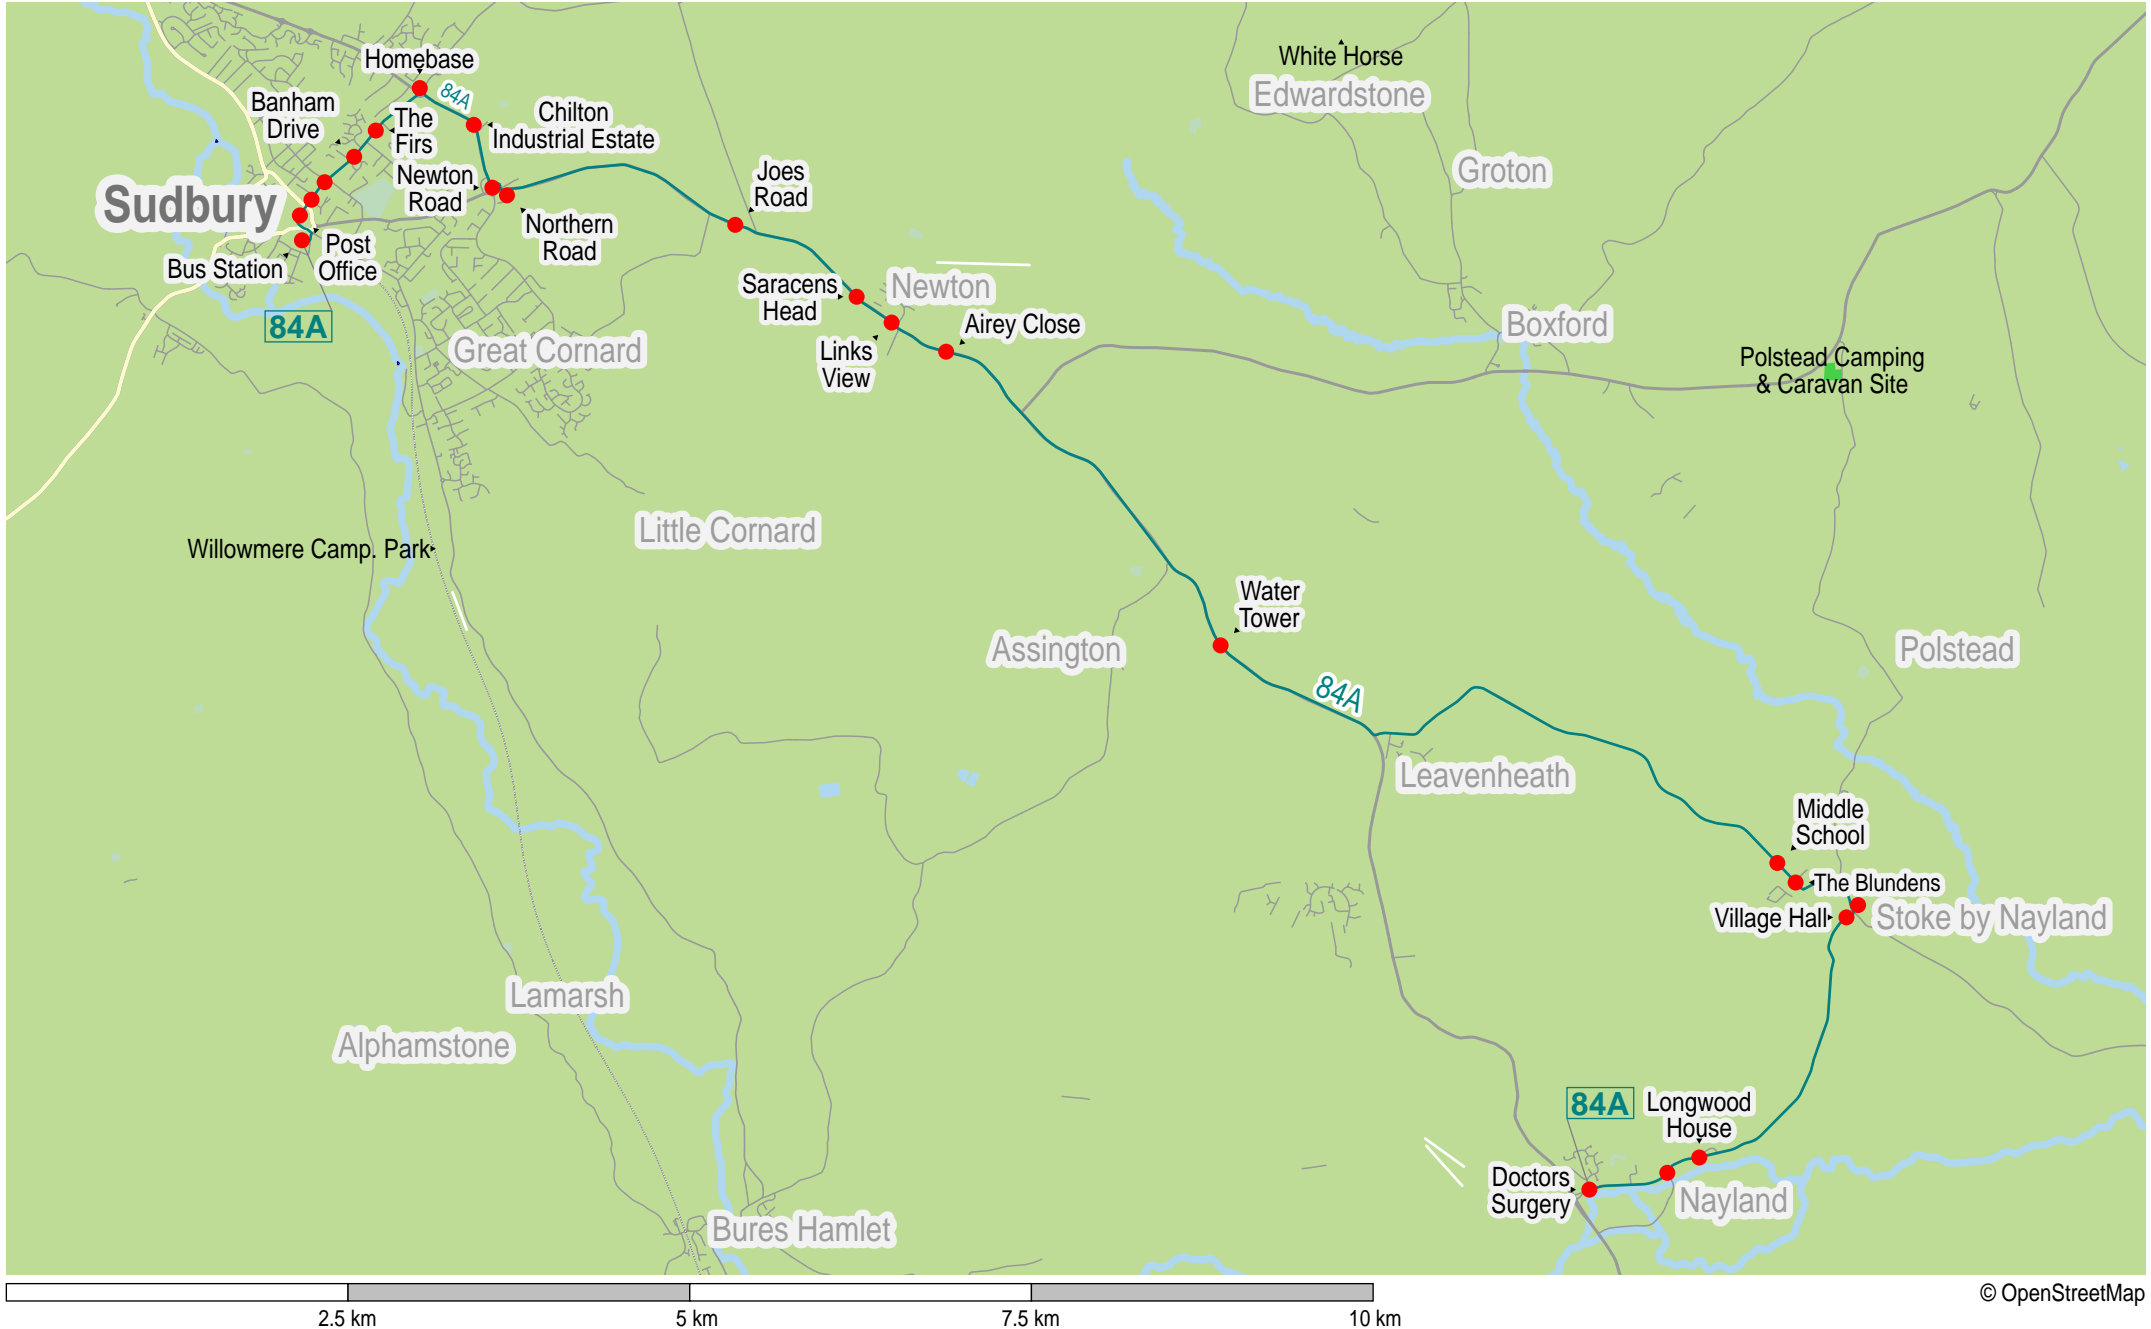 White Horse
Edwardstone
Homebase
84A
Banham
Drive
The
Firs
Chilton
Industrial Estate
Groton
Newton
Road
Joes
Road
Sudbury
Northern
Road
Post
Office
Bus Station
84A
Saracens
Head
Newton
Airey Close
Links
View
Great Cornard
Boxford
Polstead Camping
& Caravan Site
Little Cornard
Willowmere Camp. Park
Water
Tower
Assington
Polstead
84A
Leavenheath
Middle
School
The Blundens
Village Hall
Stoke by Nayland
Lamarsh
Alphamstone
84A
Longwood
House
Doctors
Surgery
Nayland
Bures Hamlet
2.5 km
5 km
7.5 km
10 km
© OpenStreetMap